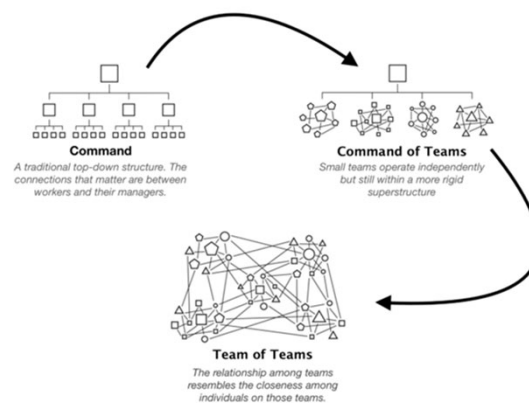 Command
A traditional top-down structure. The
connections that matter are between
workers and their managers.
Command of Teams
Small teams operate independently
but still within a more rigid
superstructure
Team of Teams
The relationship among teams
resembles the closeness among
individuals on those teams.